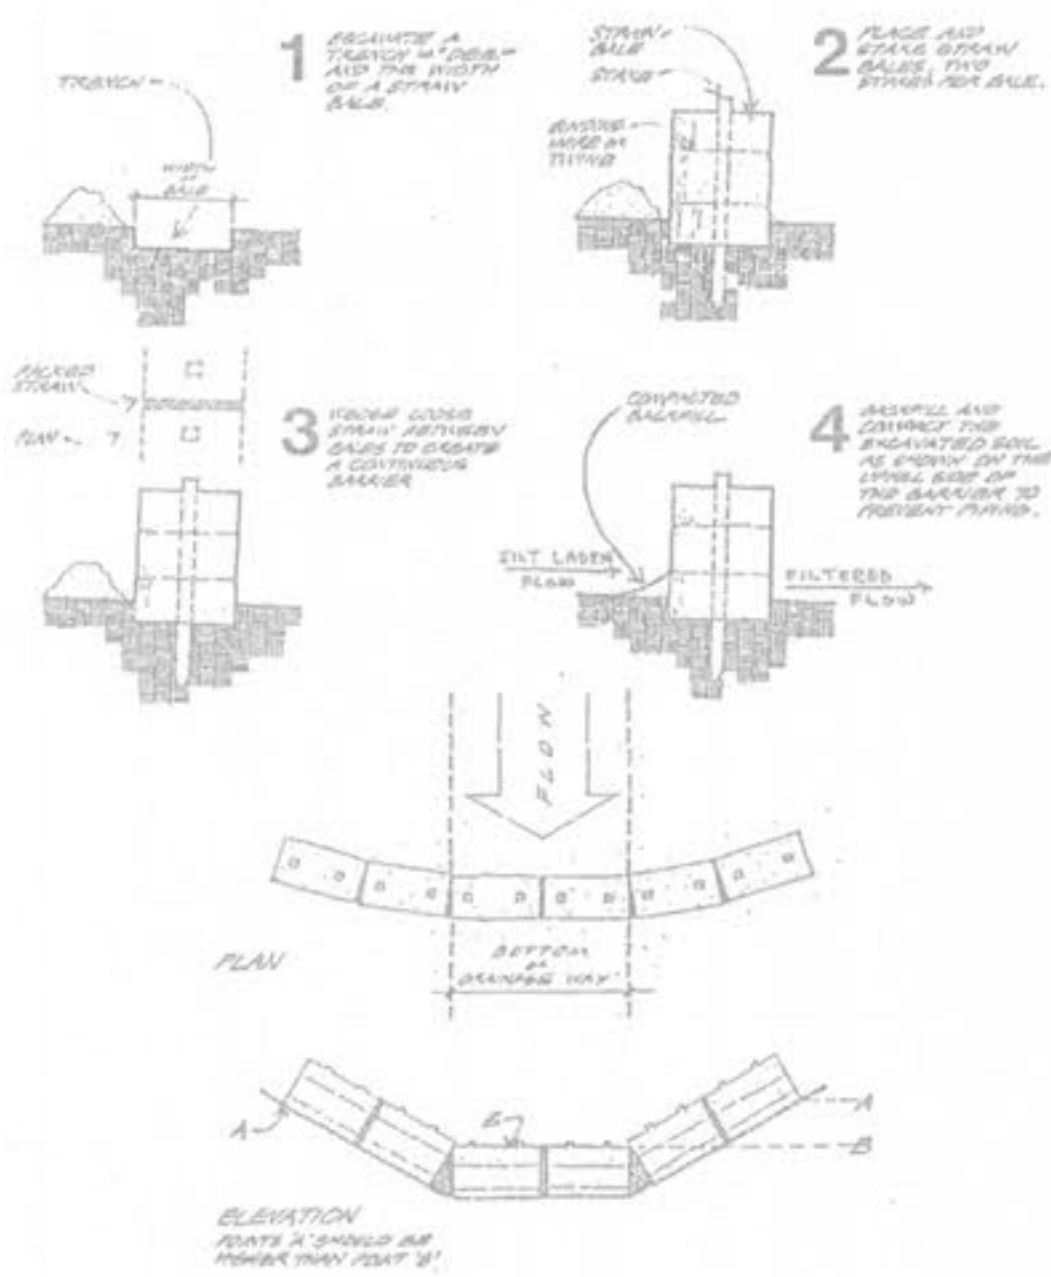 TRENCH
1
EXCAVATE A
TRENCH 4" DEEP
AND THE WIDTH
OF A STRAW
BALE.
WIDTH
OF
BALE
STRAW
BALE
STAKE
BINDING
WIRE OR
TWINE
2
PLACE AND
STAKE STRAW
BALES, TWO
STAKES PER BALE.
PACKED
STRAW
PLAN
3
WEDGE LOOSE
STRAW BETWEEN
BALES TO CREATE
A CONTINUOUS
BARRIER
COMPACTED
BACKFILL
4
BACKFILL AND
COMPACT THE
EXCAVATED SOIL
AS SHOWN ON THE
UPHILL SIDE OF
THE BARRIER TO
PREVENT PIPING.
SILT LADEN
FLOW
FILTERED
FLOW
FLOW
PLAN
BOTTOM
OF
DRAINAGE WAY
A
B
A
B
ELEVATION
POINTS 'A' SHOULD BE
HIGHER THAN POINT 'B'